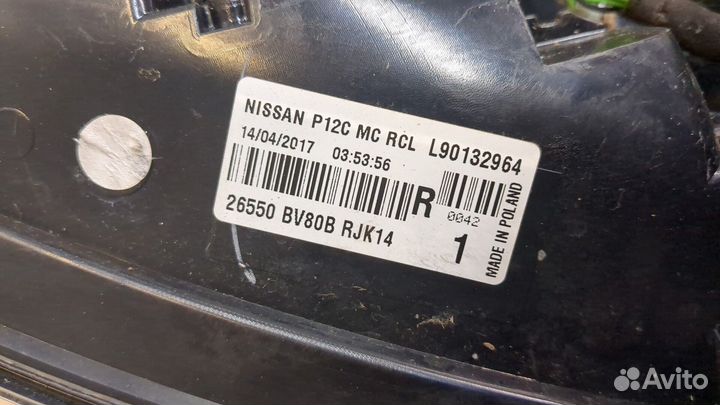 NISSAN P12C MC RCL L90132964
14/04/2017 03:53:56
R
0042
26550 BV80B RJK14
1
MADE IN POLAND
Avito